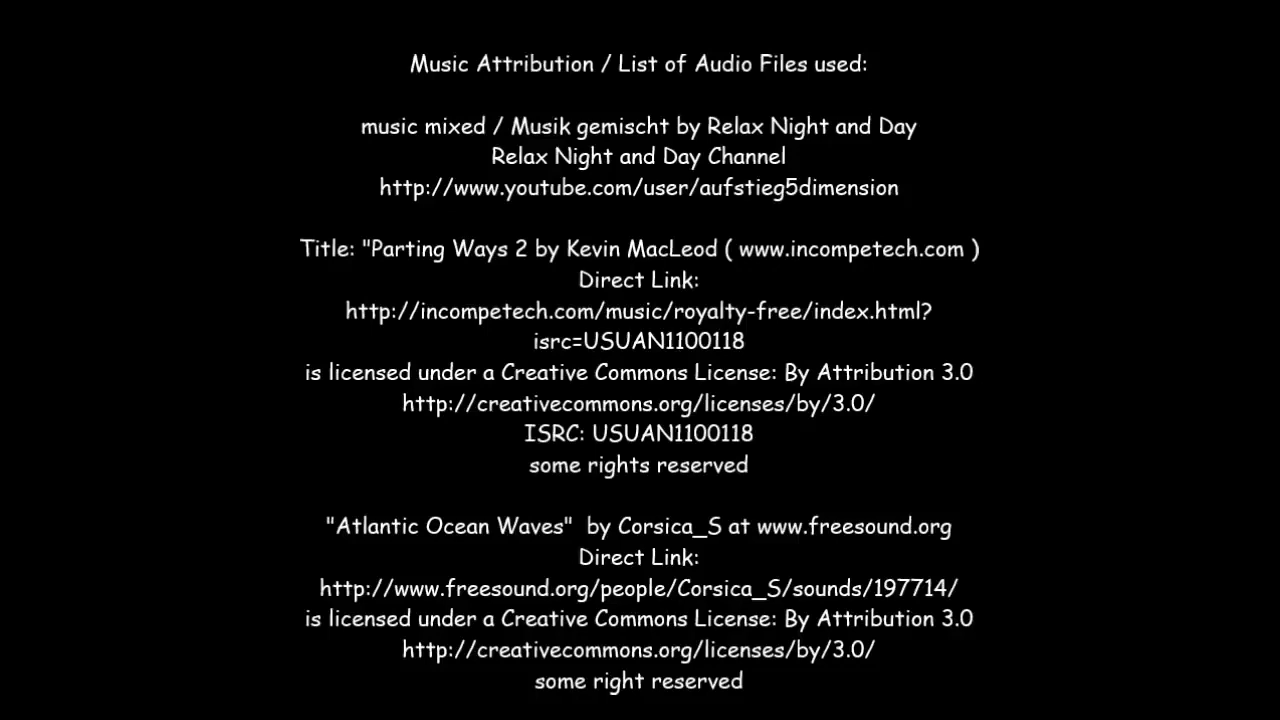 Music Attribution / List of Audio Files used:
music mixed / Musik gemischt by Relax Night and Day
Relax Night and Day Channel
http://www.youtube.com/user/aufstieg5dimension
Title: "Parting Ways 2 by Kevin MacLeod ( www.incompetech.com )
Direct Link:
http://incompetech.com/music/royalty-free/index.html?
isrc=USUAN1100118
is licensed under a Creative Commons License: By Attribution 3.0
http://creativecommons.org/licenses/by/3.0/
ISRC: USUAN1100118
some rights reserved
"Atlantic Ocean Waves"  by Corsica_S at www.freesound.org
Direct Link:
http://www.freesound.org/people/Corsica_S/sounds/197714/
is licensed under a Creative Commons License: By Attribution 3.0
http://creativecommons.org/licenses/by/3.0/
some right reserved